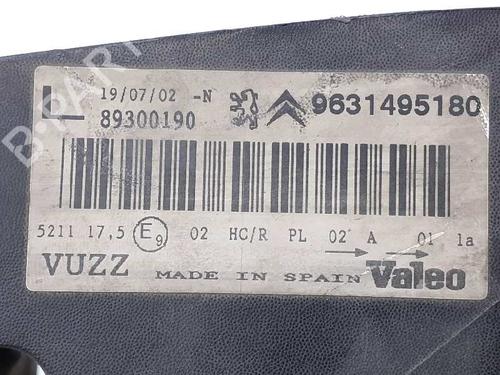 L 19/07/02 -N 9631495180
89300190
5211 17,5 E9 02 HC/R PL 02 A 01 1a
VUZZ MADE IN SPAIN Valeo
B-PARTS